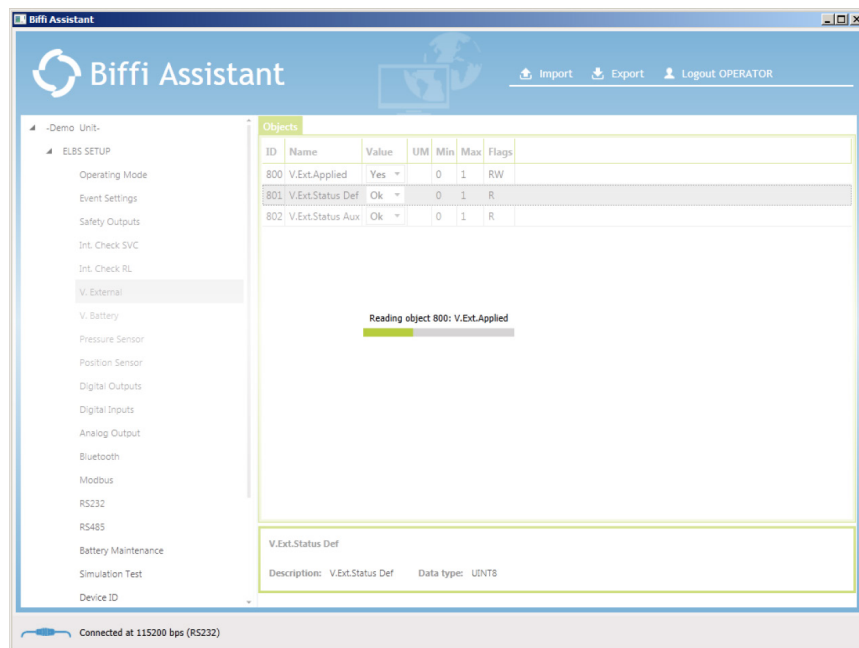 Biffi Assistant
Biffi Assistant
Import Export Logout OPERATOR
-Demo Unit-
ELBS SETUP
Operating Mode
Event Settings
Safety Outputs
Int. Check SVC
Int. Check RL
V. External
V. Battery
Pressure Sensor
Position Sensor
Digital Outputs
Digital Inputs
Analog Output
Bluetooth
Modbus
RS232
RS485
Battery Maintenance
Simulation Test
Device ID
Objects
ID Name Value UM Min Max Flags
800 V.Ext.Applied Yes 0 1 RW
801 V.Ext.Status Def Ok 0 1 R
802 V.Ext.Status Aux Ok 0 1 R
Reading object 800: V.Ext.Applied
V.Ext.Status Def
Description: V.Ext.Status Def Data type: UINT8
Connected at 115200 bps (RS232)